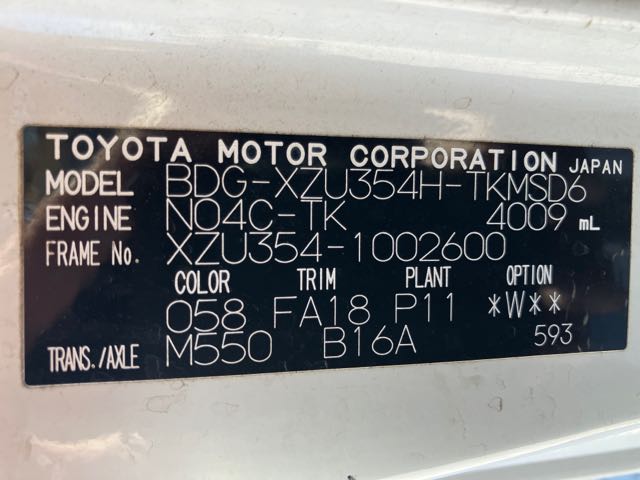 TOYOTA MOTOR CORPORATION JAPAN
MODEL BDG-XZU354H-TKMSD6
ENGINE N04C-TK 4009 mL
FRAME No. XZU354-1002600
COLOR TRIM PLANT OPTION
058 FA18 P11 *W**
TRANS./AXLE M550 B16A 593